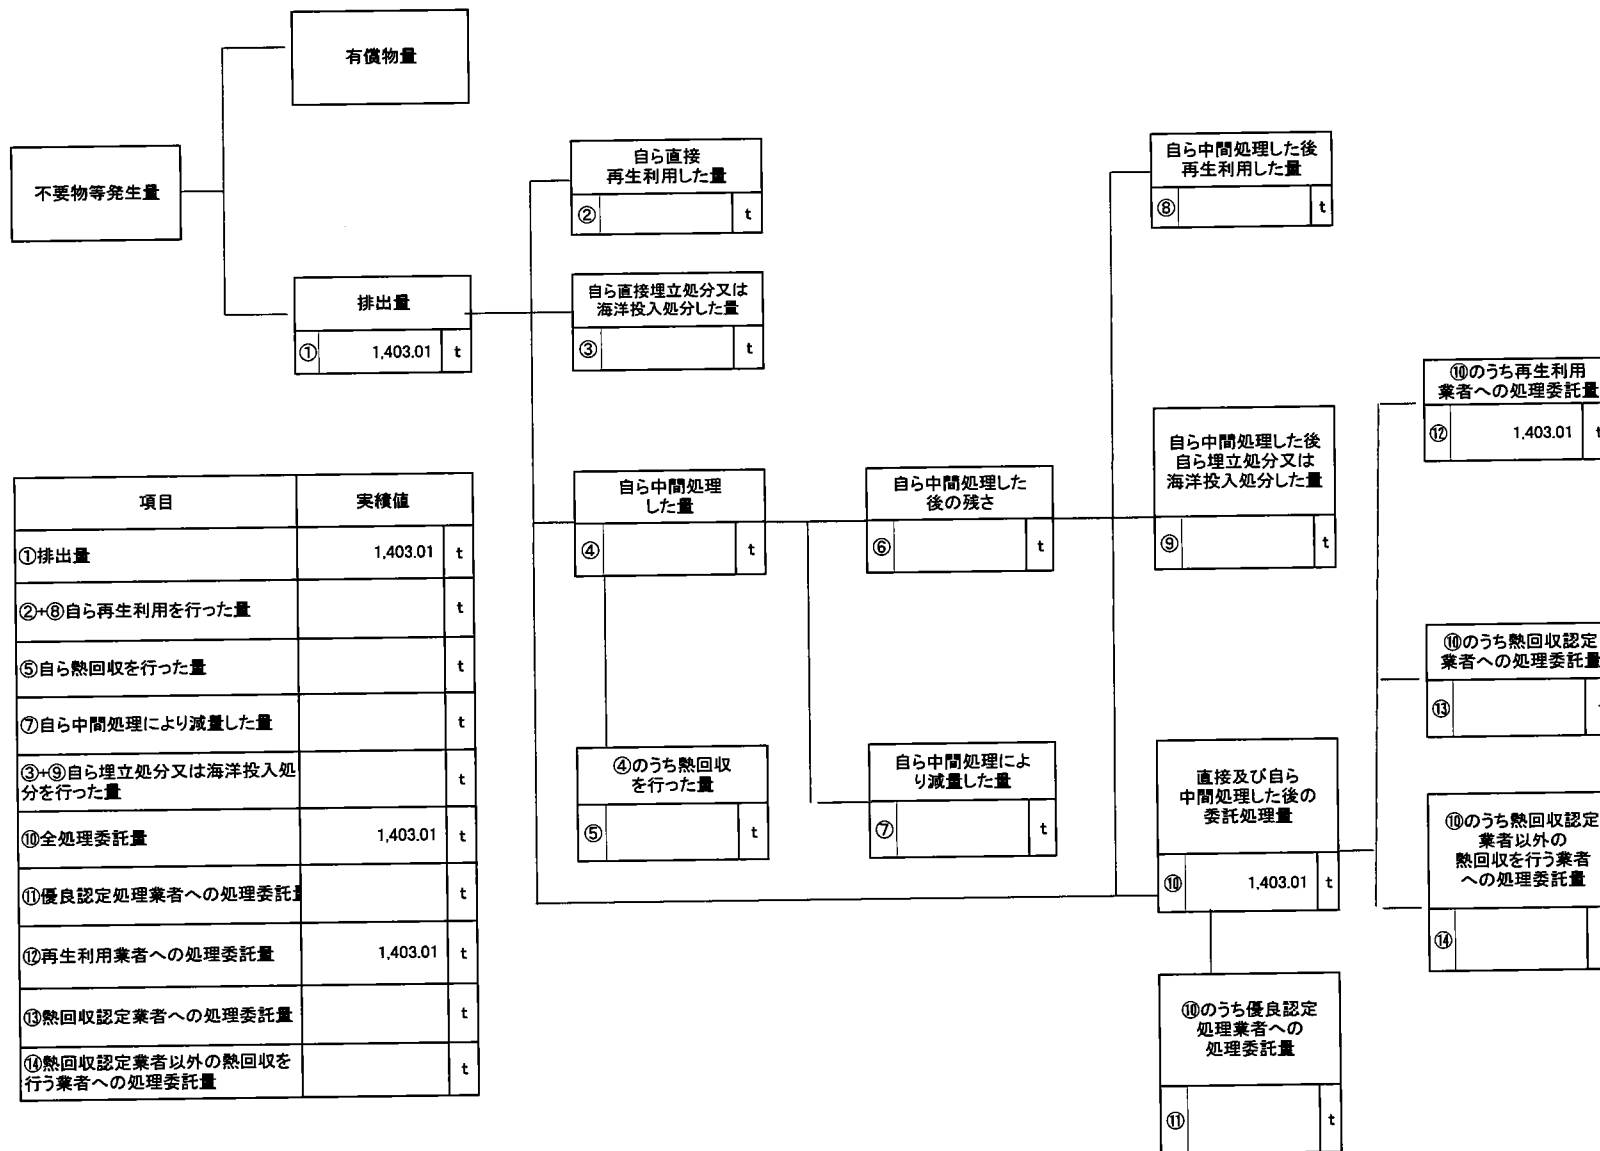 有償物量
不要物等発生量
排出量
① 1,403.01 t
自ら直接
再生利用した量
② t
自ら直接埋立処分又は
海洋投入処分した量
③ t
自ら中間処理
した量
④ t
④のうち熱回収
を行った量
⑤ t
自ら中間処理した
後の残さ
⑥ t
自ら中間処理によ
り減量した量
⑦ t
自ら中間処理した後
再生利用した量
⑧ t
自ら中間処理した後
自ら埋立処分又は
海洋投入処分した量
⑨ t
直接及び自ら
中間処理した後の
委託処理量
⑩ 1,403.01 t
⑩のうち優良認定
処理業者への
処理委託量
⑪ t
⑩のうち再生利用
業者への処理委託量
⑫ 1,403.01 t
⑩のうち熱回収認定
業者への処理委託量
⑬
⑩のうち熱回収認定
業者以外の
熱回収を行う業者
への処理委託量
⑭
項目 実績値
①排出量 1,403.01 t
②+⑧自ら再生利用を行った量 t
⑤自ら熱回収を行った量 t
⑦自ら中間処理により減量した量 t
③+⑨自ら埋立処分又は海洋投入処
分を行った量 t
⑩全処理委託量 1,403.01 t
⑪優良認定処理業者への処理委託量 t
⑫再生利用業者への処理委託量 1,403.01 t
⑬熱回収認定業者への処理委託量 t
⑭熱回収認定業者以外の熱回収を
行う業者への処理委託量 t